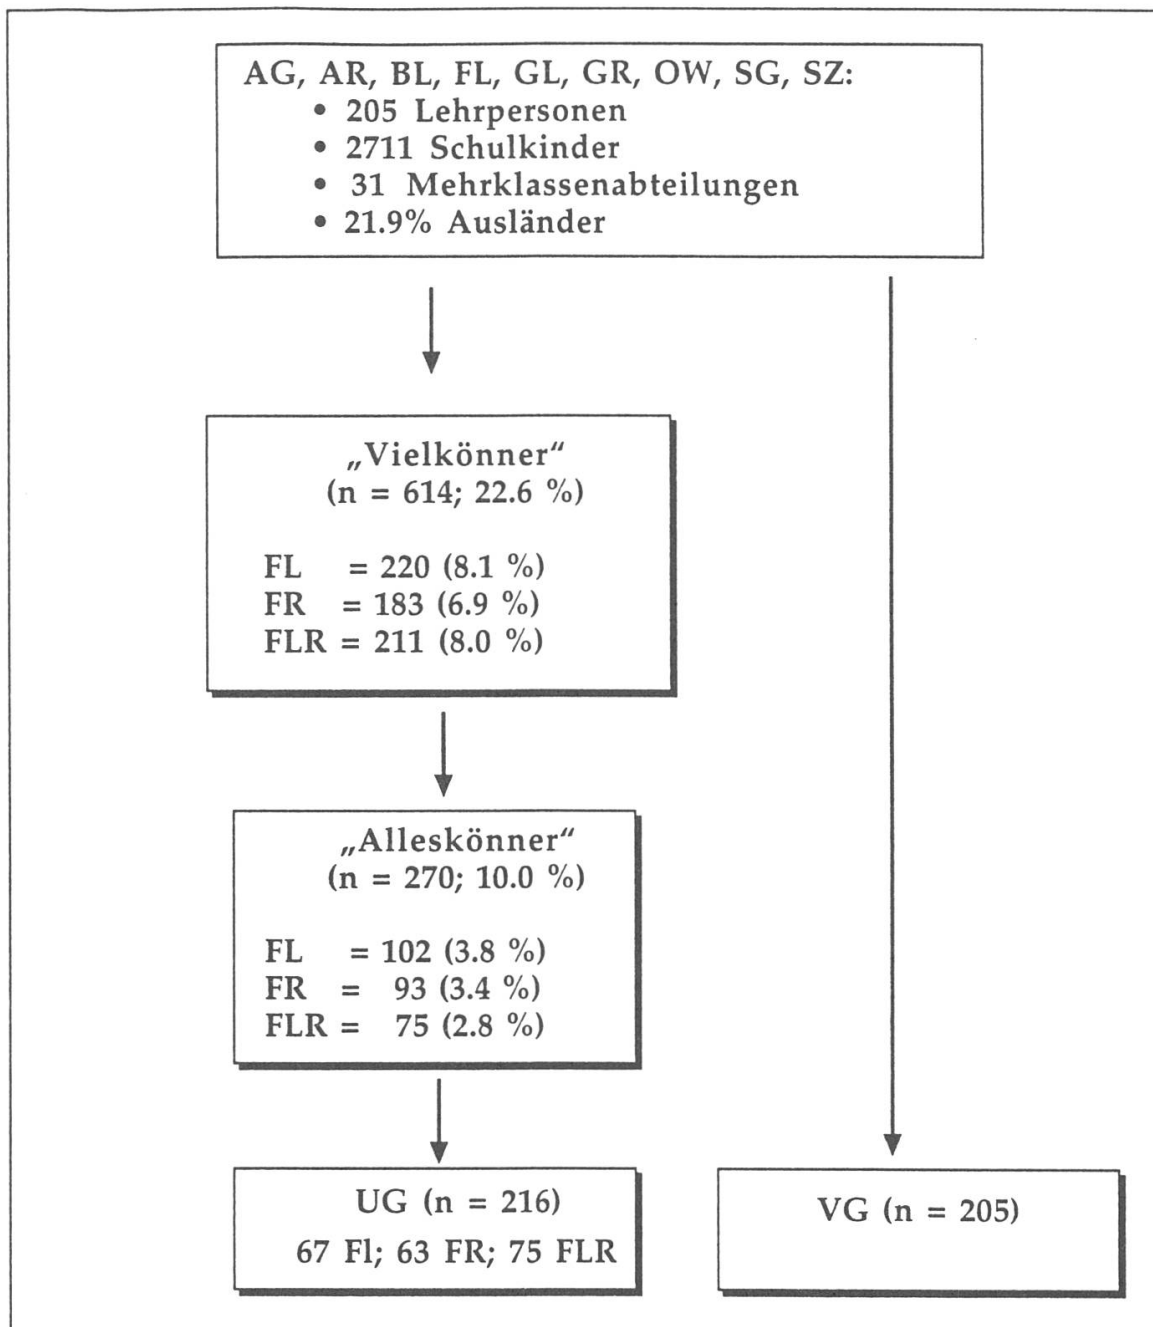 AG, AR, BL, FL, GL, GR, OW, SG, SZ:
• 205 Lehrpersonen
• 2711 Schulkinder
• 31 Mehrklassenabteilungen
• 21.9% Ausländer
„Vielkönner“
(n = 614; 22.6 %)
FL = 220 (8.1 %)
FR = 183 (6.9 %)
FLR = 211 (8.0 %)
„Alleskönner“
(n = 270; 10.0 %)
FL = 102 (3.8 %)
FR = 93 (3.4 %)
FLR = 75 (2.8 %)
UG (n = 216)
67 Fl; 63 FR; 75 FLR
VG (n = 205)